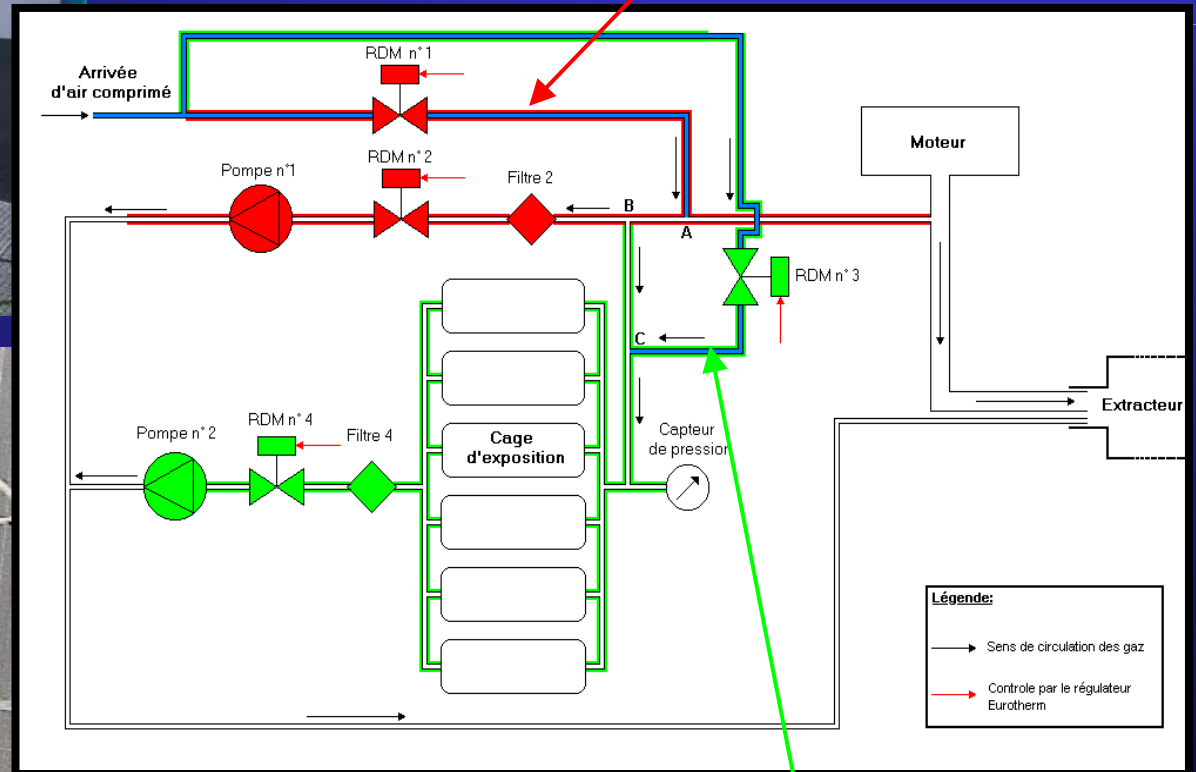 RDM n°1
Arrivée
d'air comprimé
Moteur
RDM n°2
Pompe n°1
Filtre 2
B
A
RDM n°3
C
RDM n°4
Pompe n°2
Filtre 4
Cage
d'exposition
Capteur
de pression
Extracteur
Légende:
Sens de circulation des gaz
Controle par le régulateur
Eurotherm